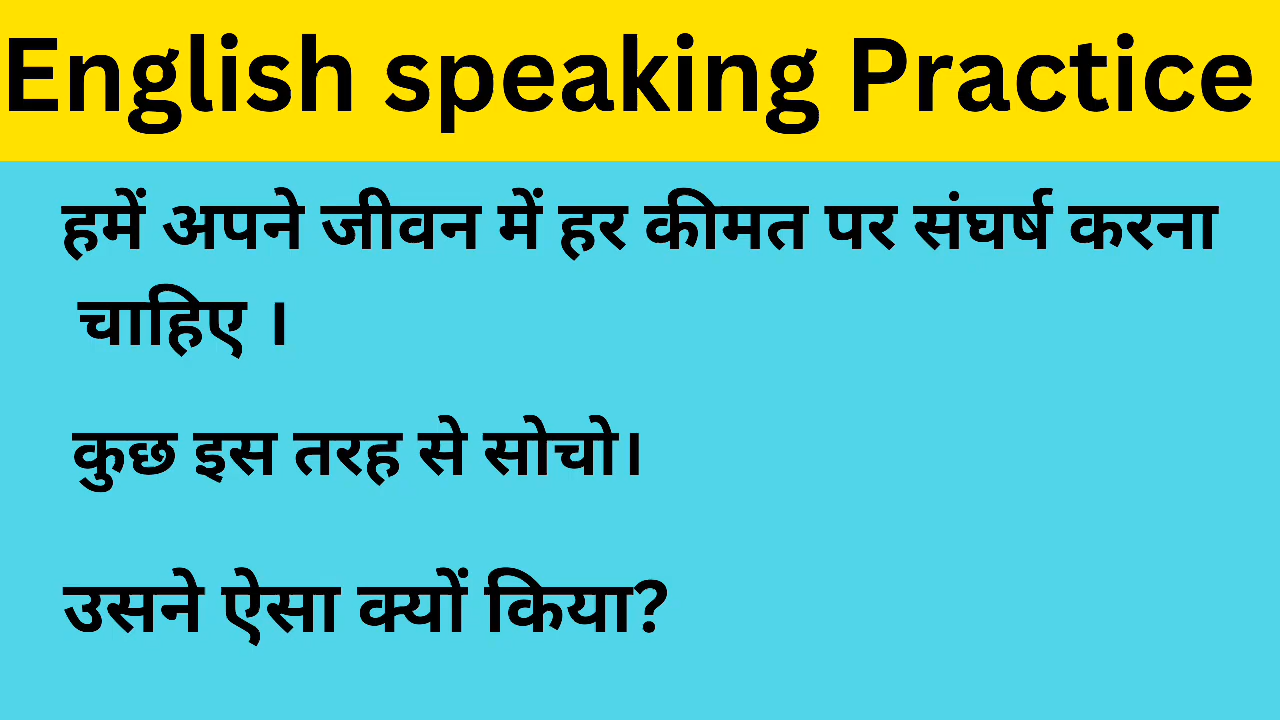 English speaking Practice
हमें अपने जीवन में हर कीमत पर संघर्ष करना
चाहिए ।
कुछ इस तरह से सोचो।
उसने ऐसा क्यों किया?